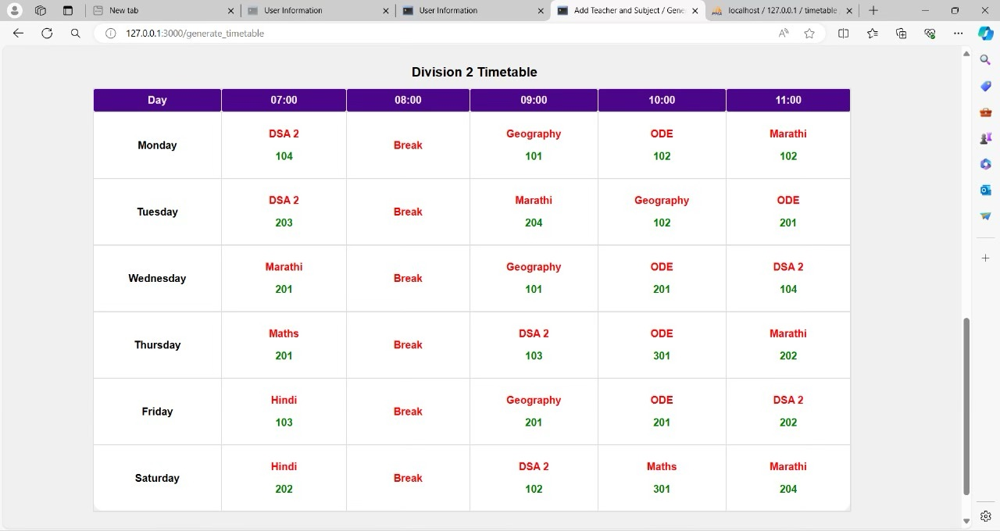 New tab
User Information
User Information
Add Teacher and Subject / Gene
localhost / 127.0.0.1 / timetable
127.0.0.1:3000/generate_timetable
Division 2 Timetable
Day 07:00 08:00 09:00 10:00 11:00
Monday DSA 2 104 Break Geography 101 ODE 102 Marathi 102
Tuesday DSA 2 203 Break Marathi 204 Geography 102 ODE 201
Wednesday Marathi 201 Break Geography 101 ODE 201 DSA 2 104
Thursday Maths 201 Break DSA 2 103 ODE 301 Marathi 202
Friday Hindi 103 Break Geography 201 ODE 201 DSA 2 202
Saturday Hindi 202 Break DSA 2 102 Maths 301 Marathi 204